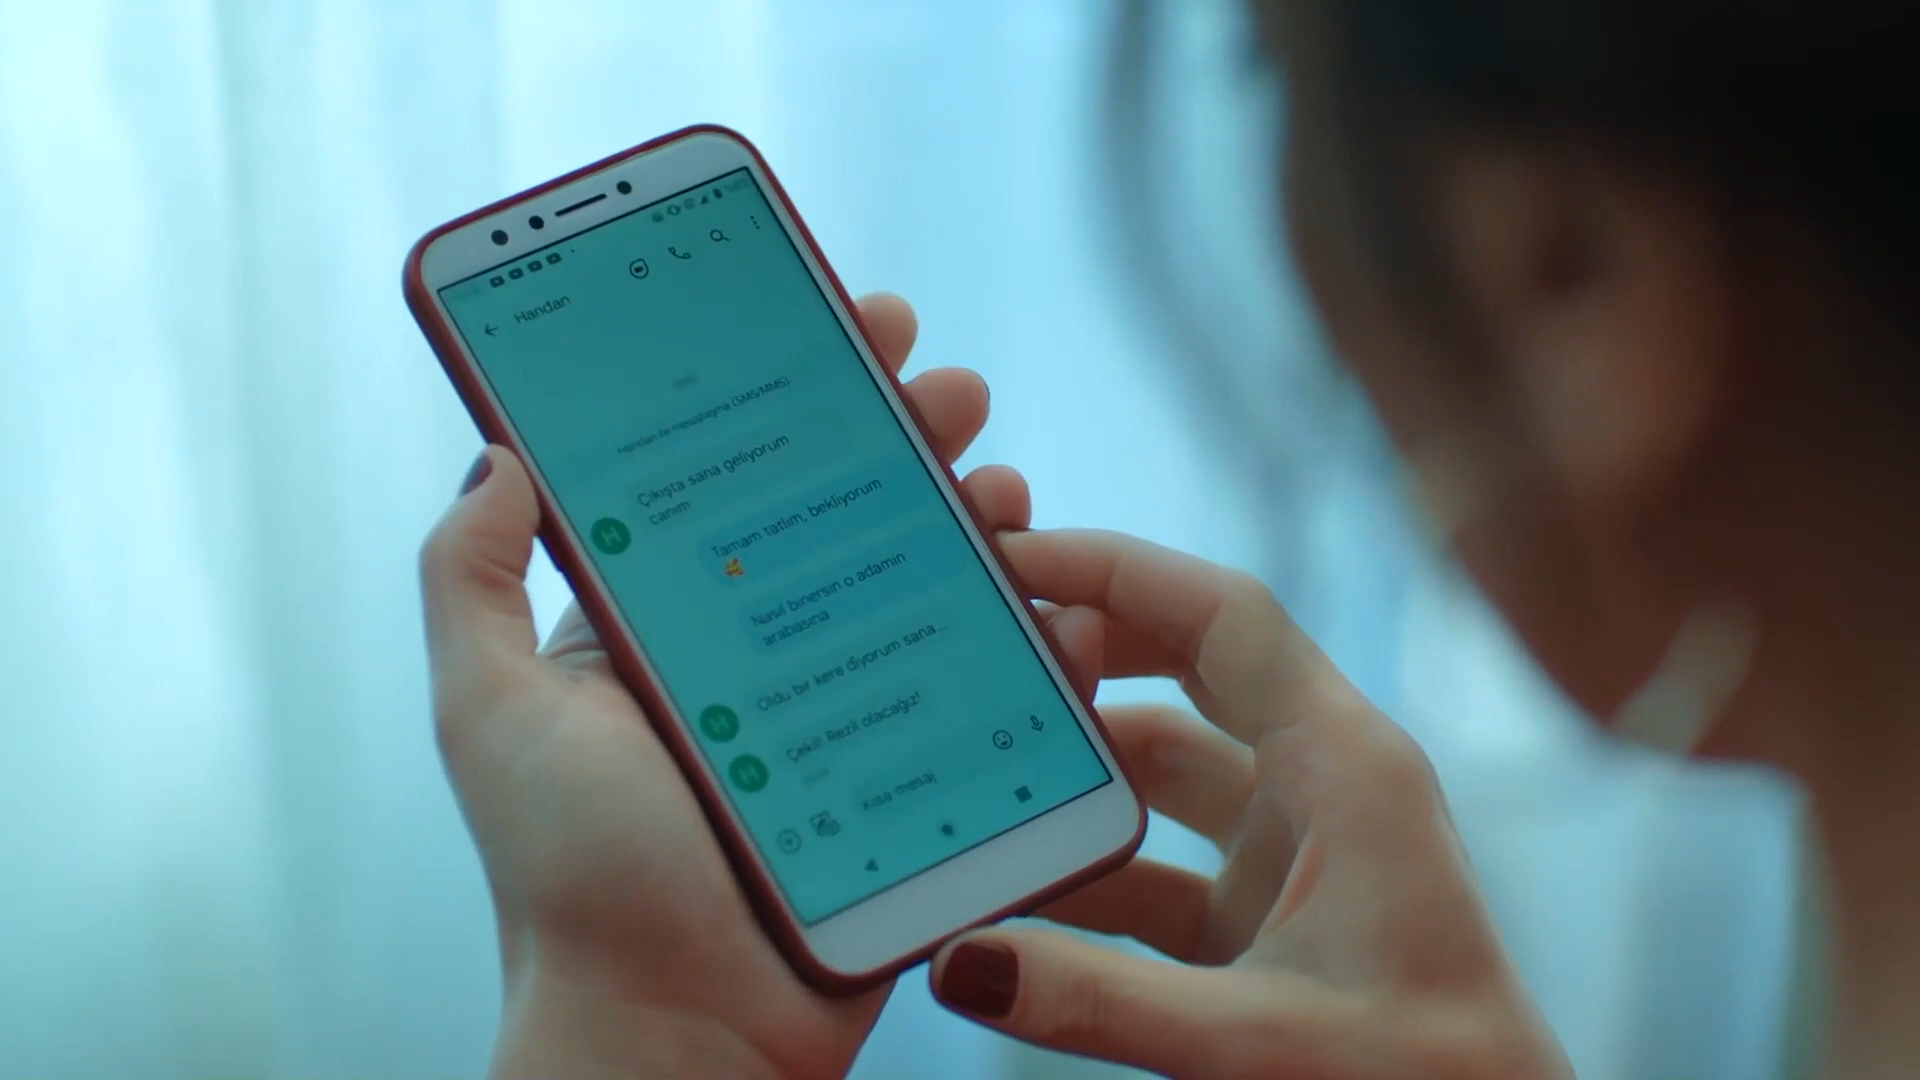 Handan
Handan ile mesajlaşma (SMS/MMS)
Çıkışta sana geliyorum
canım
H
Tamam tatlım, bekliyorum
🥰
Nasıl binersin o adamın
arabasına
Oldu bir kere diyorum sana...
H
Çekil! Rezil olacağız!
H
Kısa mesaj